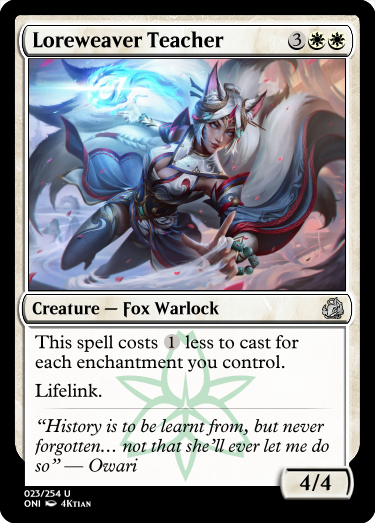 Loreweaver Teacher 3
Creature — Fox Warlock
This spell costs 1 less to cast for
each enchantment you control.
Lifelink.
“History is to be learnt from, but never
forgotten… not that she’ll ever let me do
so” — Owari
4/4
023/254 U
ONI 4Ktian